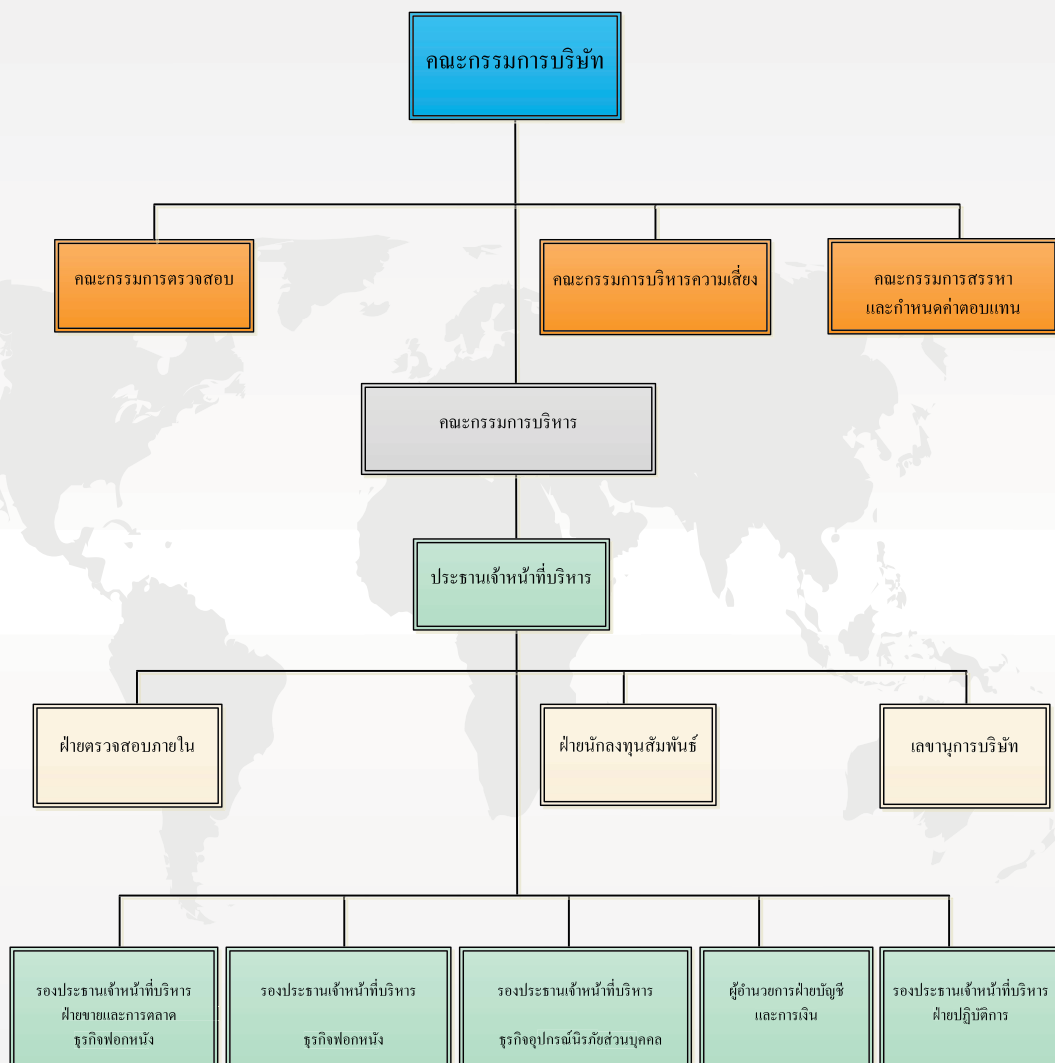 คณะกรรมการบริษัท
คณะกรรมการตรวจสอบ
คณะกรรมการบริหารความเสี่ยง
คณะกรรมการสรรหา
และกำหนดค่าตอบแทน
คณะกรรมการบริหาร
ประธานเจ้าหน้าที่บริหาร
ฝ่ายตรวจสอบภายใน
ฝ่ายนักลงทุนสัมพันธ์
เลขานุการบริษัท
รองประธานเจ้าหน้าที่บริหาร
ฝ่ายขายและการตลาด
ธุรกิจฟอกหนัง
รองประธานเจ้าหน้าที่บริหาร
ธุรกิจฟอกหนัง
รองประธานเจ้าหน้าที่บริหาร
ธุรกิจอุปกรณ์นิรภัยส่วนบุคคล
ผู้อำนวยการฝ่ายบัญชี
และการเงิน
รองประธานเจ้าหน้าที่บริหาร
ฝ่ายปฏิบัติการ